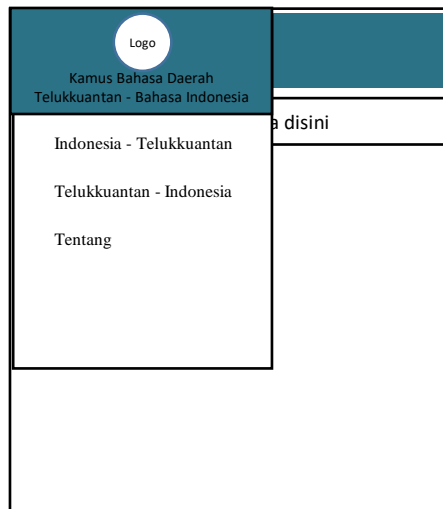 Logo
Kamus Bahasa Daerah
Telukkuantan - Bahasa Indonesia
disini
Indonesia - Telukkuantan
Telukkuantan - Indonesia
Tentang